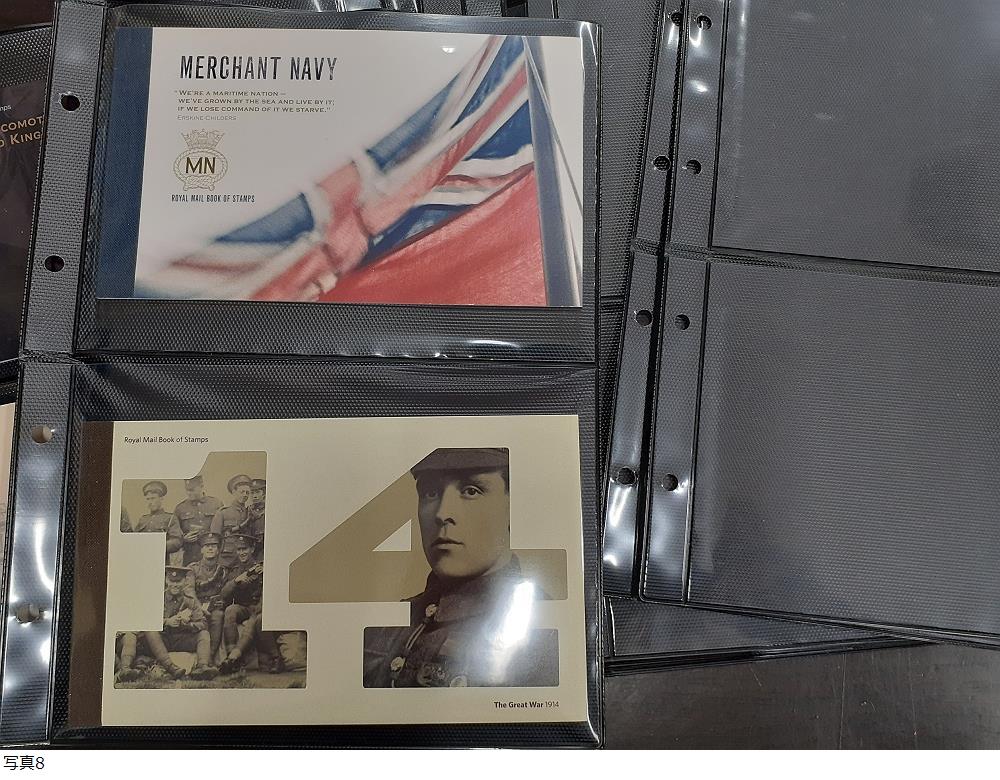 MERCHANT NAVY
"WE'RE A MARITIME NATION –
WE'VE GROWN BY THE SEA AND LIVE BY IT;
IF WE LOSE COMMAND OF IT WE STARVE."
ERSKINE CHILDERS
MN
ROYAL MAIL BOOK OF STAMPS
Royal Mail Book of Stamps
14
The Great War 1914
写真8